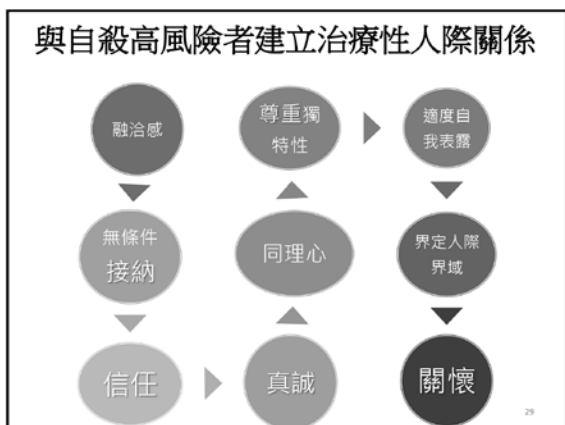 與自殺高風險者建立治療性人際關係
融洽感
無條件
接納
信任
真誠
同理心
尊重獨
特性
適度自
我表露
界定人際
界域
關懷
29